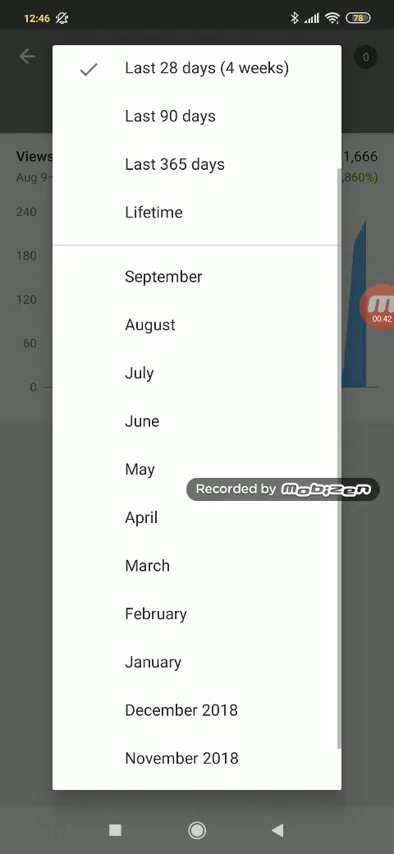 12:46
78
0
Last 28 days (4 weeks)
Last 90 days
Views
1,666
Last 365 days
Aug 9–
,860%)
240
Lifetime
180
September
120
00:42
August
60
July
0
June
May
Recorded by mobizen
April
March
February
January
December 2018
November 2018